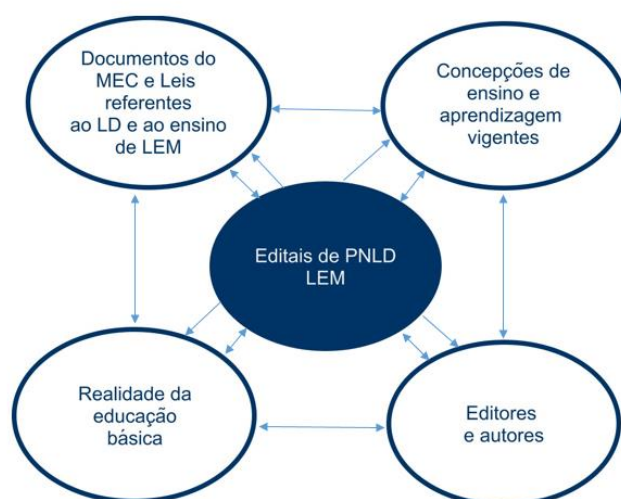 Documentos do
MEC e Leis
referentes
ao LD e ao ensino
de LEM
Concepções de
ensino e
aprendizagem
vigentes
Editais de PNLD
LEM
Realidade da
educação
básica
Editores
e autores